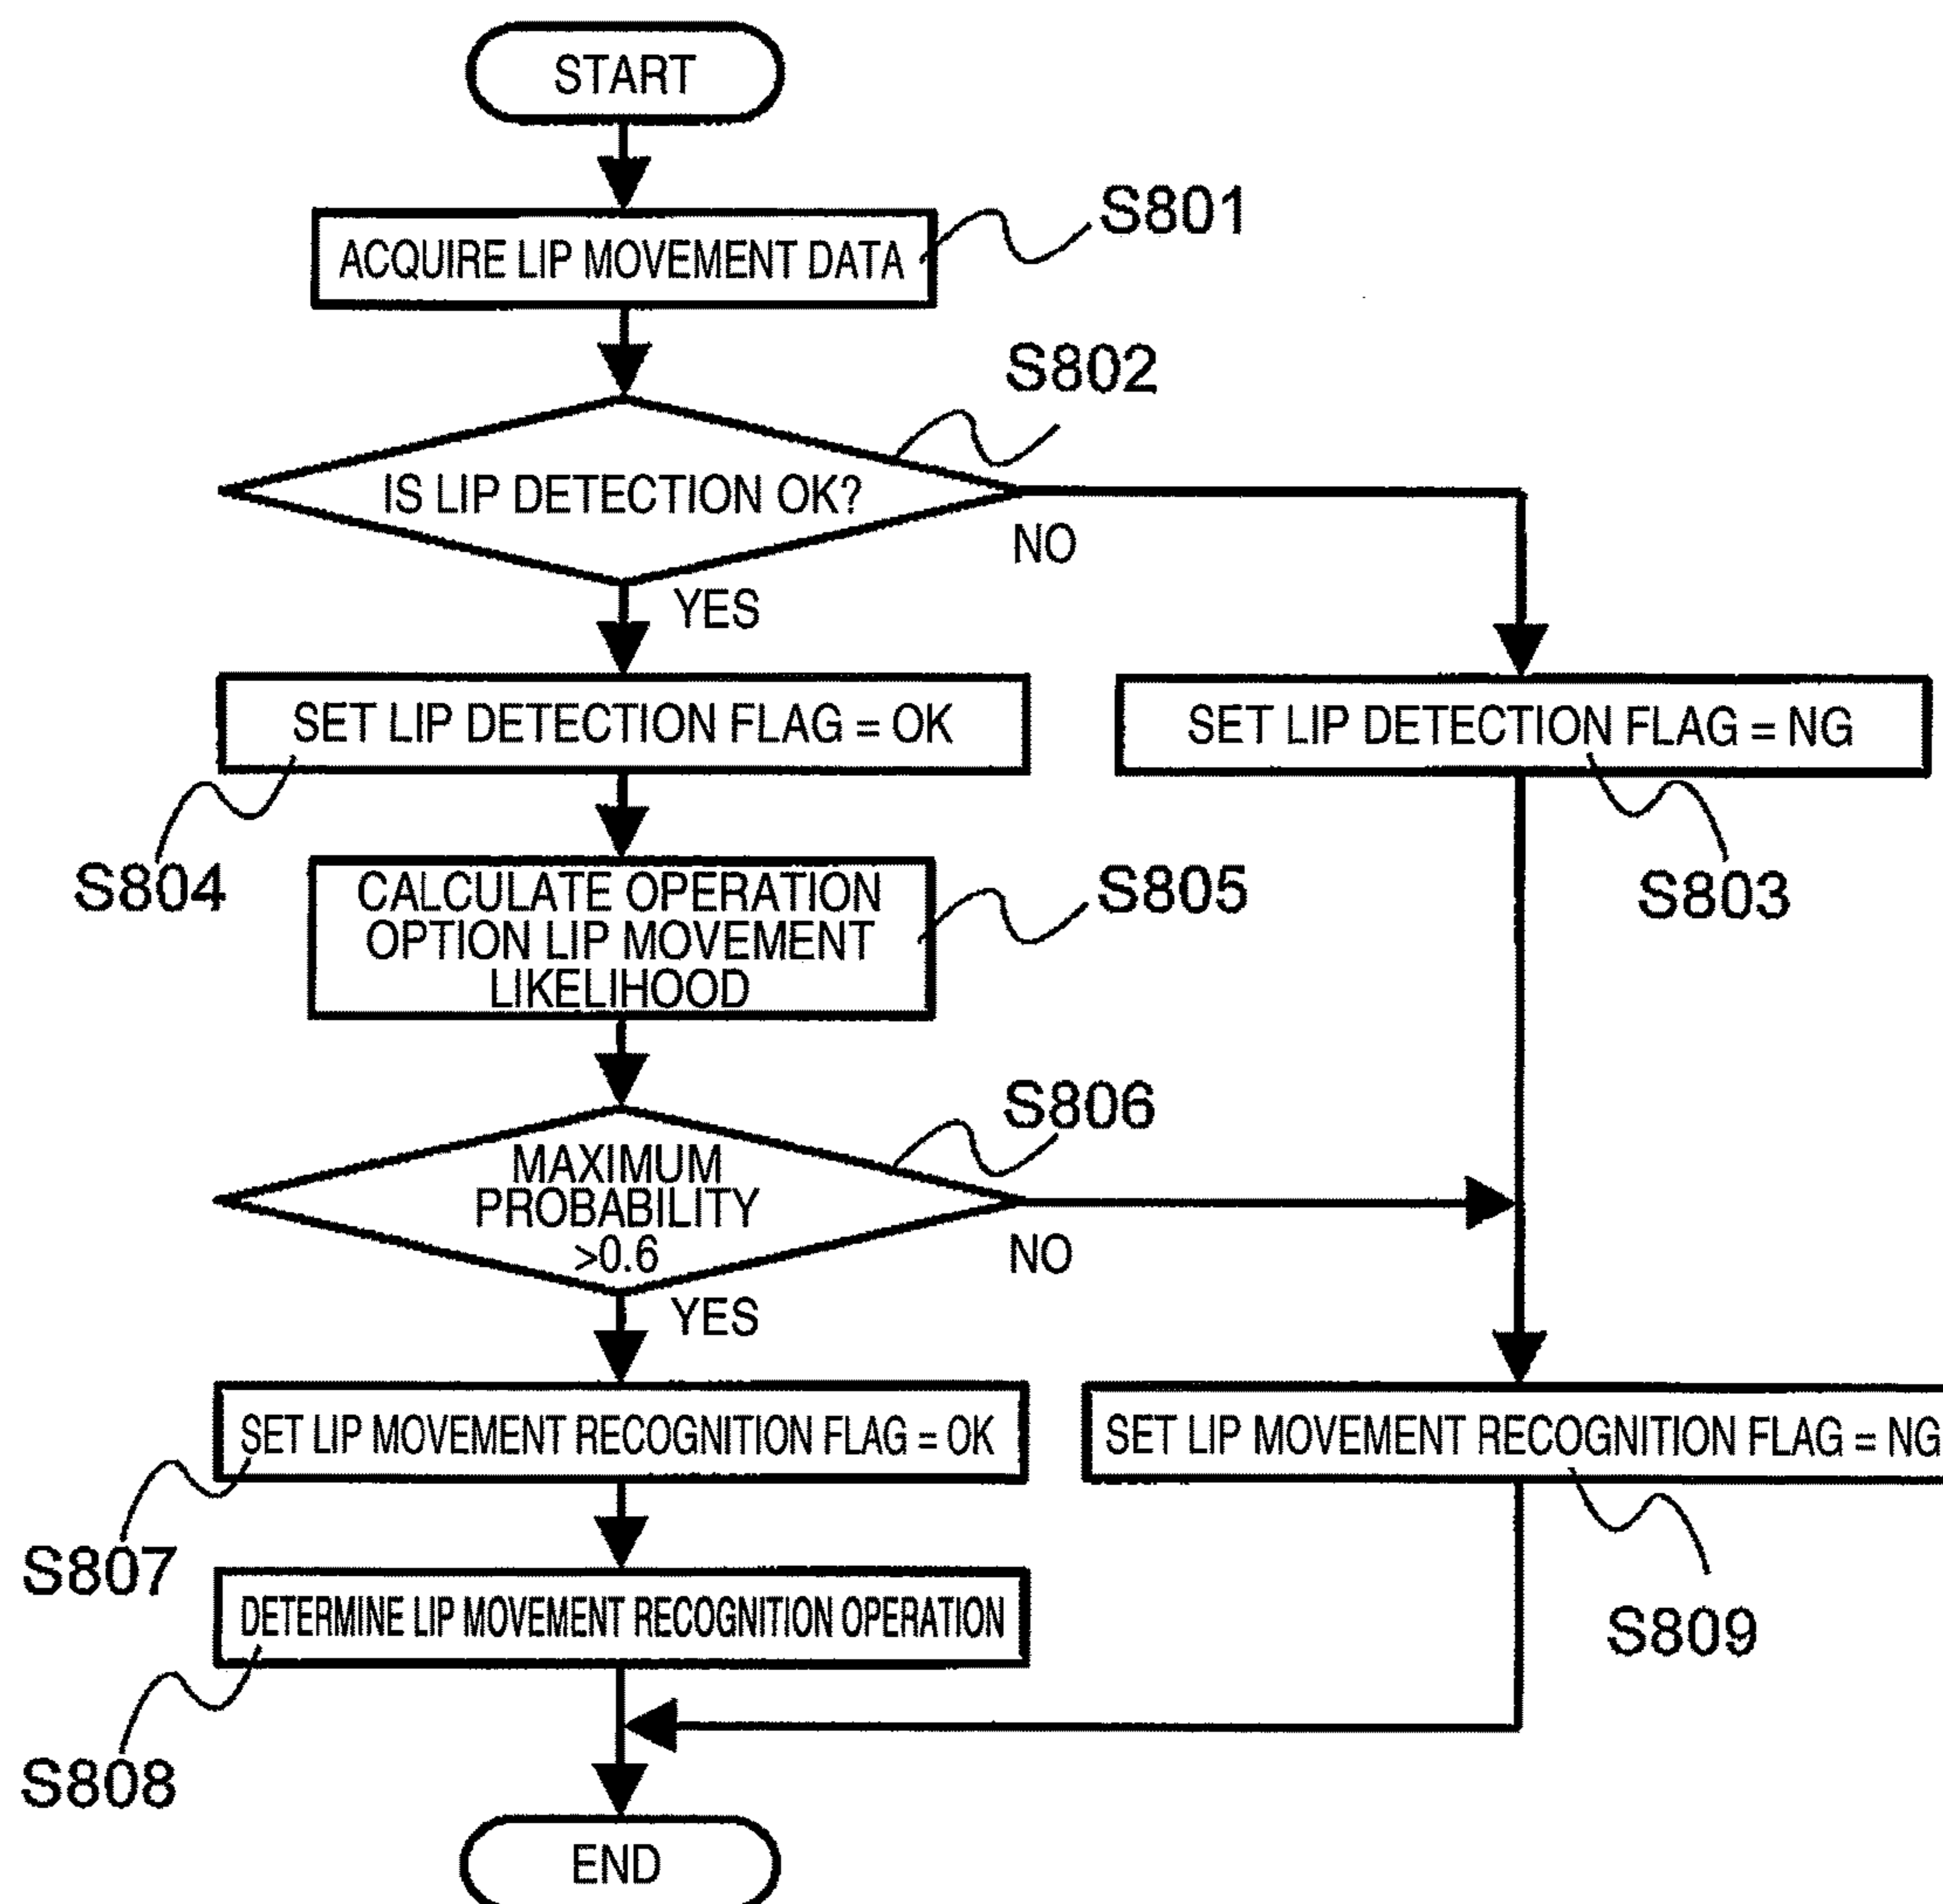 START
ACQUIRE LIP MOVEMENT DATA
S801
S802
IS LIP DETECTION OK?
NO
YES
SET LIP DETECTION FLAG = OK
SET LIP DETECTION FLAG = NG
S804
S803
CALCULATE OPERATION
OPTION LIP MOVEMENT
LIKELIHOOD
S805
S806
MAXIMUM
PROBABILITY
>0.6
NO
YES
SET LIP MOVEMENT RECOGNITION FLAG = OK
SET LIP MOVEMENT RECOGNITION FLAG = NG
S807
S809
DETERMINE LIP MOVEMENT RECOGNITION OPERATION
S808
END